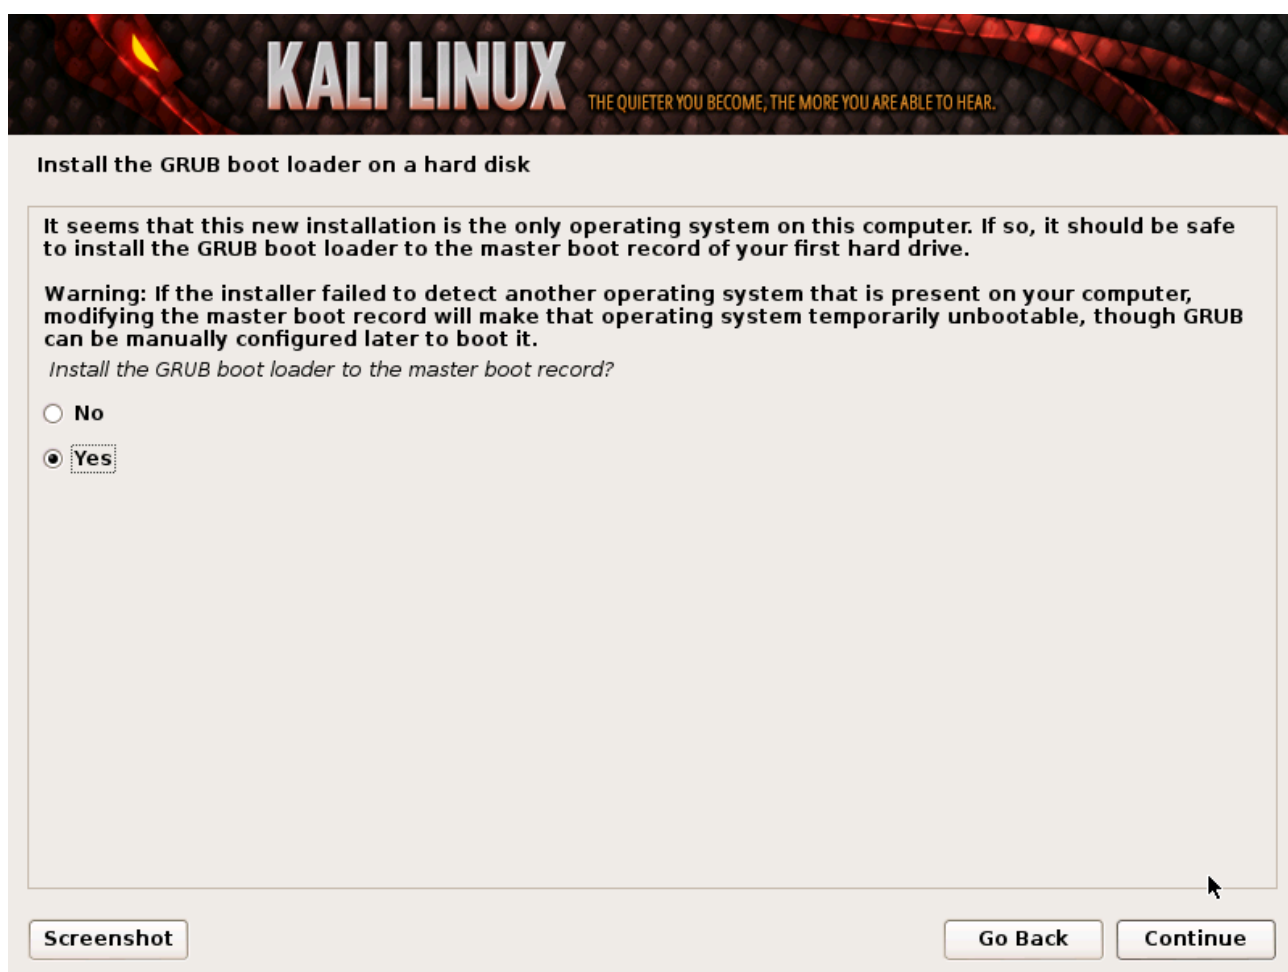 KALI LINUX
THE QUIETER YOU BECOME, THE MORE YOU ARE ABLE TO HEAR.
Install the GRUB boot loader on a hard disk
It seems that this new installation is the only operating system on this computer. If so, it should be safe
to install the GRUB boot loader to the master boot record of your first hard drive.
Warning: If the installer failed to detect another operating system that is present on your computer,
modifying the master boot record will make that operating system temporarily unbootable, though GRUB
can be manually configured later to boot it.
Install the GRUB boot loader to the master boot record?
No
Yes
Screenshot
Go Back
Continue